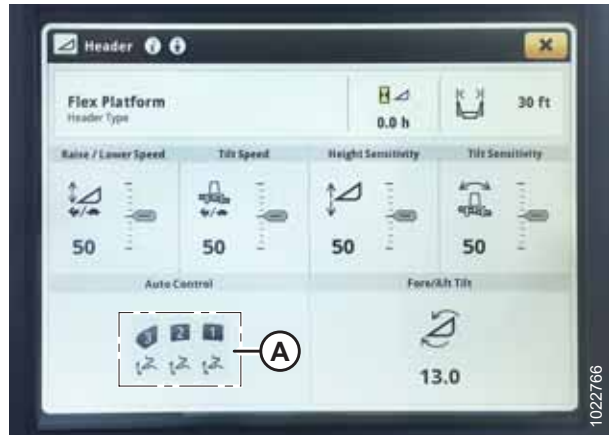 Header
Flex Platform
Header Type
0.0 h
30 ft
Raise / Lower Speed
Tilt Speed
Height Sensitivity
Tilt Sensitivity
50
50
50
50
Auto Control
Fore/Aft Tilt
3 2 1
A
13.0
1022766